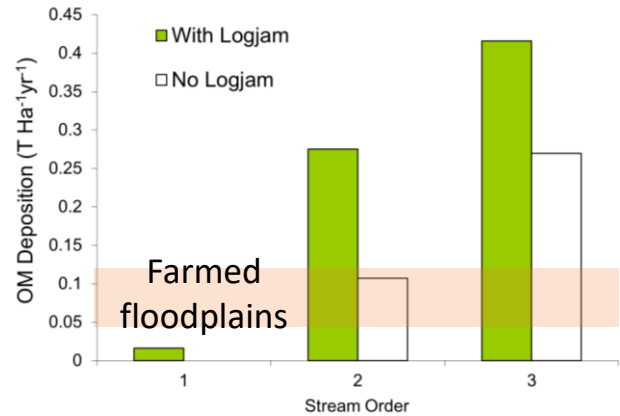 0.45
0.4
0.35
0.3
0.25
0.2
0.15
0.1
0.05
0
OM Deposition (T Ha⁻¹yr⁻¹)
With Logjam
No Logjam
Farmed
floodplains
1 2 3
Stream Order